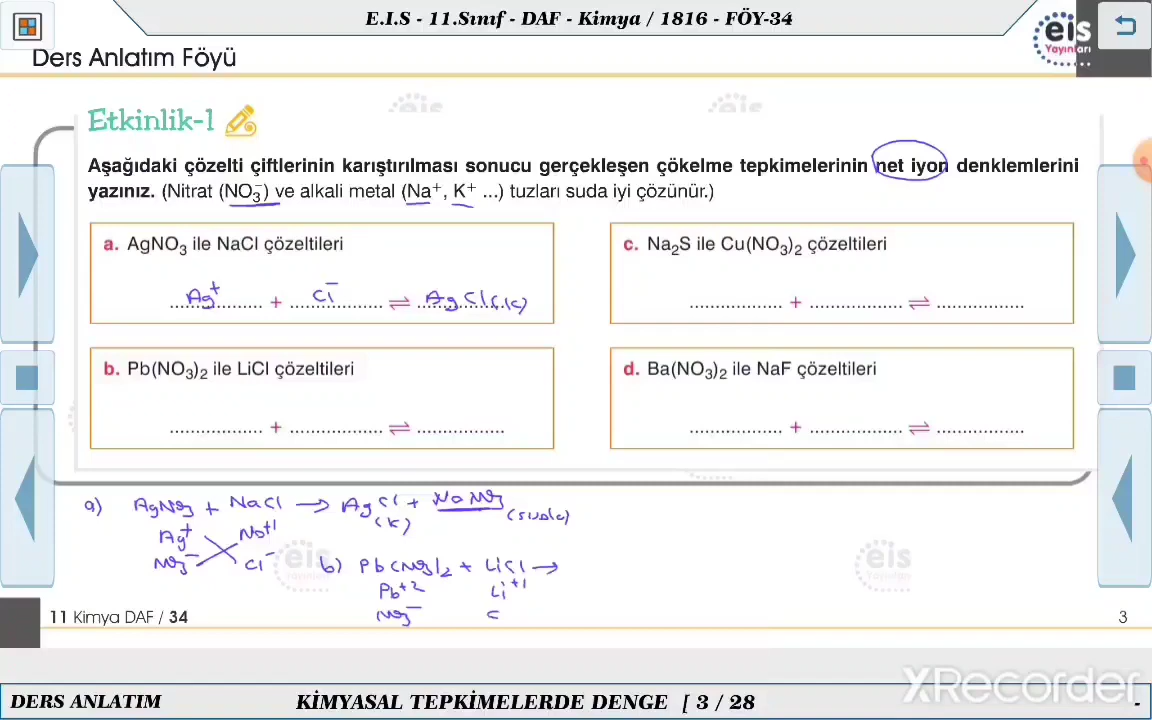 E.I.S - 11.Sınıf - DAF - Kimya / 1816 - FÖY-34
eis
Yayınları
Ders Anlatım Föyü
Etkinlik-1
Aşağıdaki çözelti çiftlerinin karıştırılması sonucu gerçekleşen çökelme tepkimelerinin net iyon denklemlerini
yazınız. (Nitrat (NO₃⁻) ve alkali metal (Na⁺, K⁺ ...) tuzları suda iyi çözünür.)
a. AgNO₃ ile NaCl çözeltileri
Ag⁺ + Cl⁻ ⇌ AgCl(k)
b. Pb(NO₃)₂ ile LiCl çözeltileri
................. + .................. ⇌ .................
c. Na₂S ile Cu(NO₃)₂ çözeltileri
.................. + .................. ⇌ .................
d. Ba(NO₃)₂ ile NaF çözeltileri
.................. + .................. ⇌ .................
a) AgNO₃ + NaCl → AgCl + NaNO₃
(k) (suda)
Ag⁺ Na⁺¹
NO₃⁻ Cl⁻
b) Pb(NO₃)₂ + LiCl →
Pb⁺² Li⁺¹
NO₃⁻ C
11 Kimya DAF / 34
3
XRecorder
DERS ANLATIM KİMYASAL TEPKİMELERDE DENGE [ 3 / 28 -